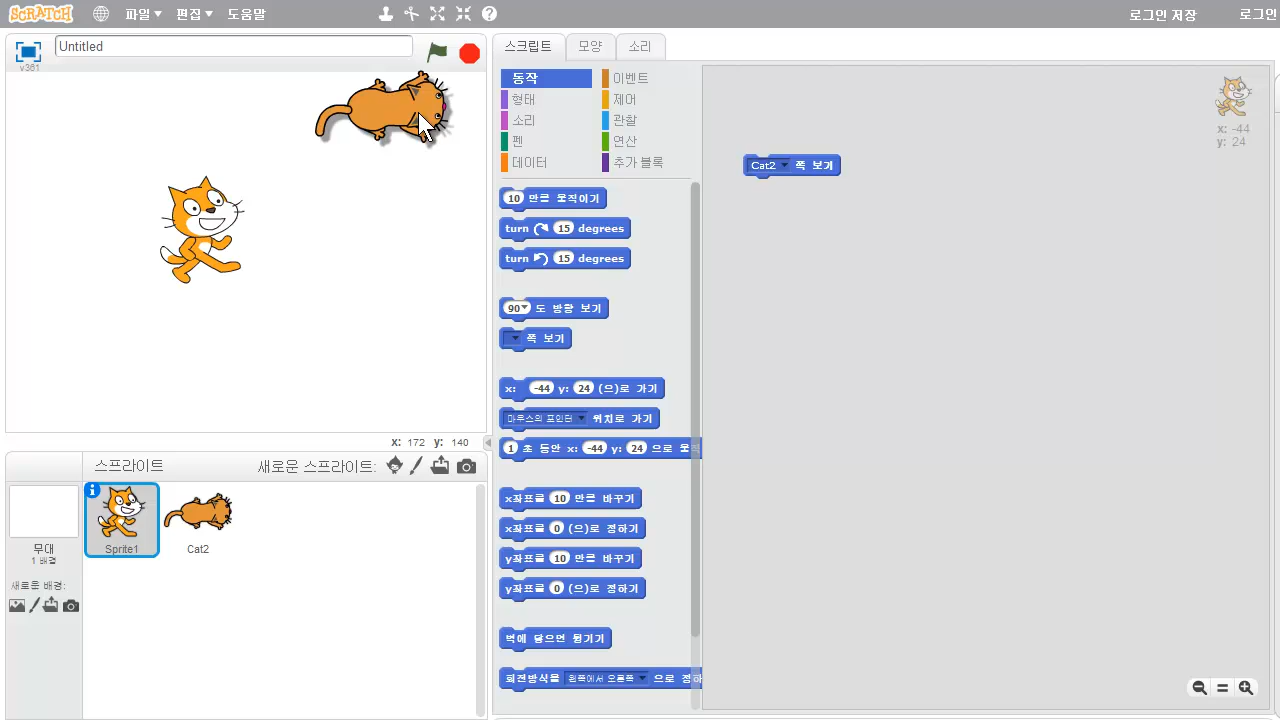 SCRATCH 파일 편집 도움말 로그인 저장 로그인
v361 Untitled
스크립트 모양 소리
동작 이벤트
형태 제어
소리 관찰
펜 연산
데이터 추가 블록
x: -44
y: 24
Cat2 쪽 보기
10 만큼 움직이기
turn 15 degrees
turn 15 degrees
90 도 방향 보기
쪽 보기
x: -44 y: 24 (으)로 가기
마우스의 포인터 위치로 가기
1 초 동안 x: -44 y: 24 으로
x좌표를 10 만큼 바꾸기
x좌표를 0 (으)로 정하기
y좌표를 10 만큼 바꾸기
y좌표를 0 (으)로 정하기
벽에 닿으면 튕기기
회전방식을 왼쪽에서 오른쪽 으로
x: 172 y: 140
스프라이트 새로운 스프라이트:
Sprite1 Cat2
무대
1 배경
새로운 배경: